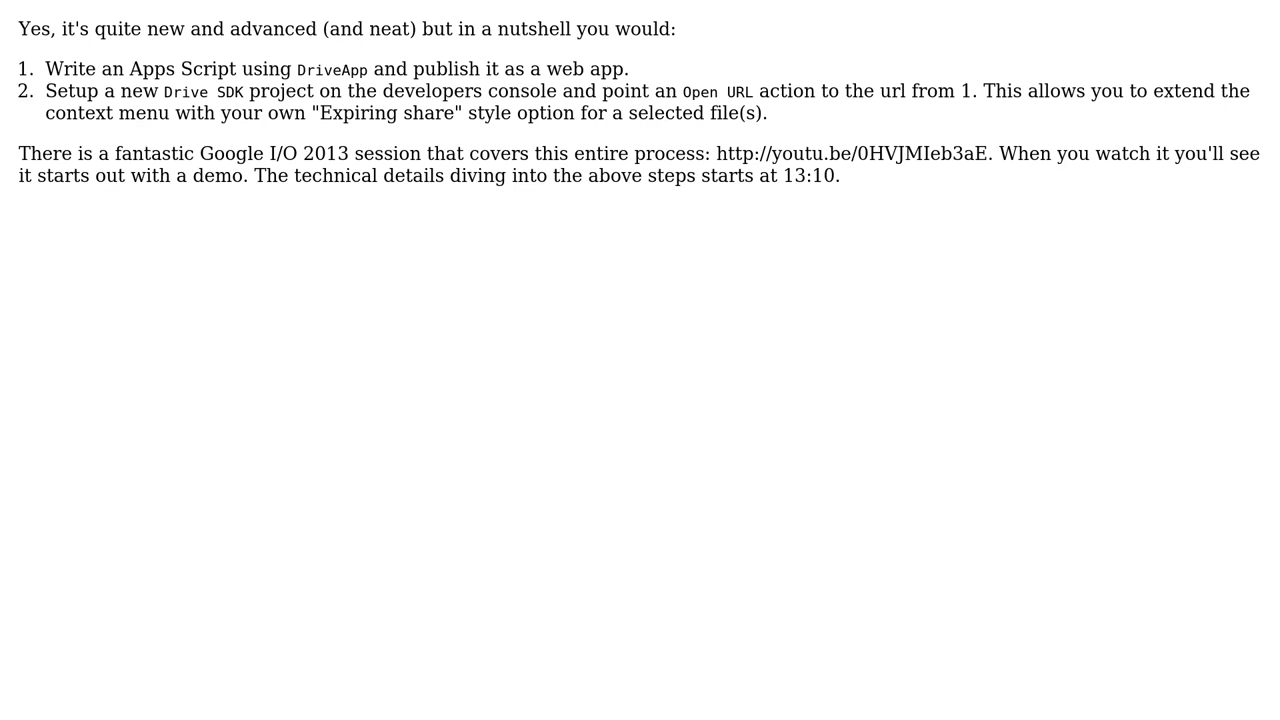 Yes, it's quite new and advanced (and neat) but in a nutshell you would:
1. Write an Apps Script using DriveApp and publish it as a web app.
2. Setup a new Drive SDK project on the developers console and point an Open URL action to the url from 1. This allows you to extend the
context menu with your own "Expiring share" style option for a selected file(s).
There is a fantastic Google I/O 2013 session that covers this entire process: http://youtu.be/0HVJMIeb3aE. When you watch it you'll see
it starts out with a demo. The technical details diving into the above steps starts at 13:10.